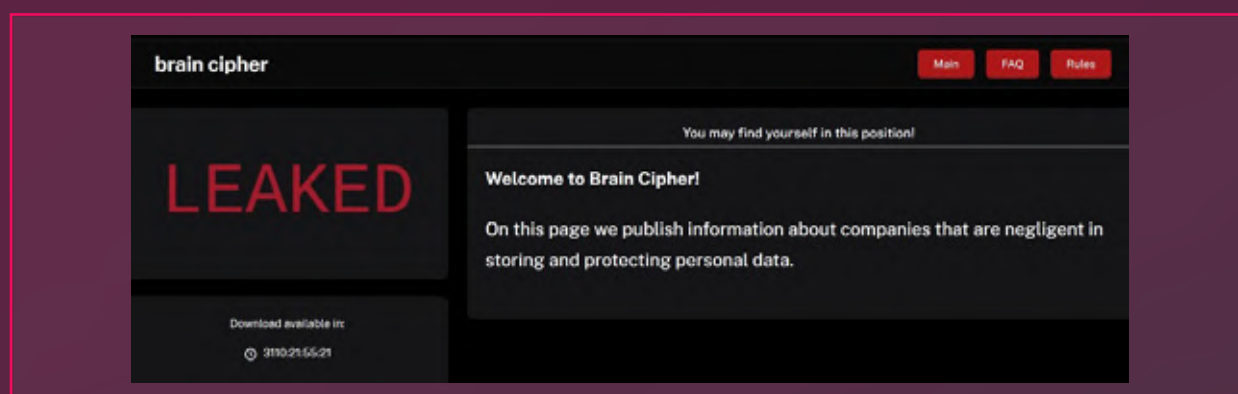 brain cipher
Main
FAQ
Rules
LEAKED
You may find yourself in this position!
Welcome to Brain Cipher!
On this page we publish information about companies that are negligent in
storing and protecting personal data.
Download available in:
3110:21:55:21